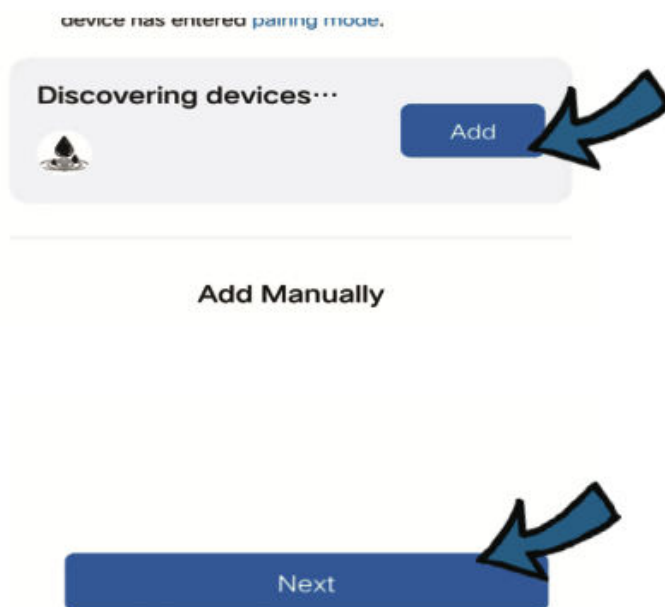 device has entered pairing mode.
Discovering devices···
Add
Add Manually
Next